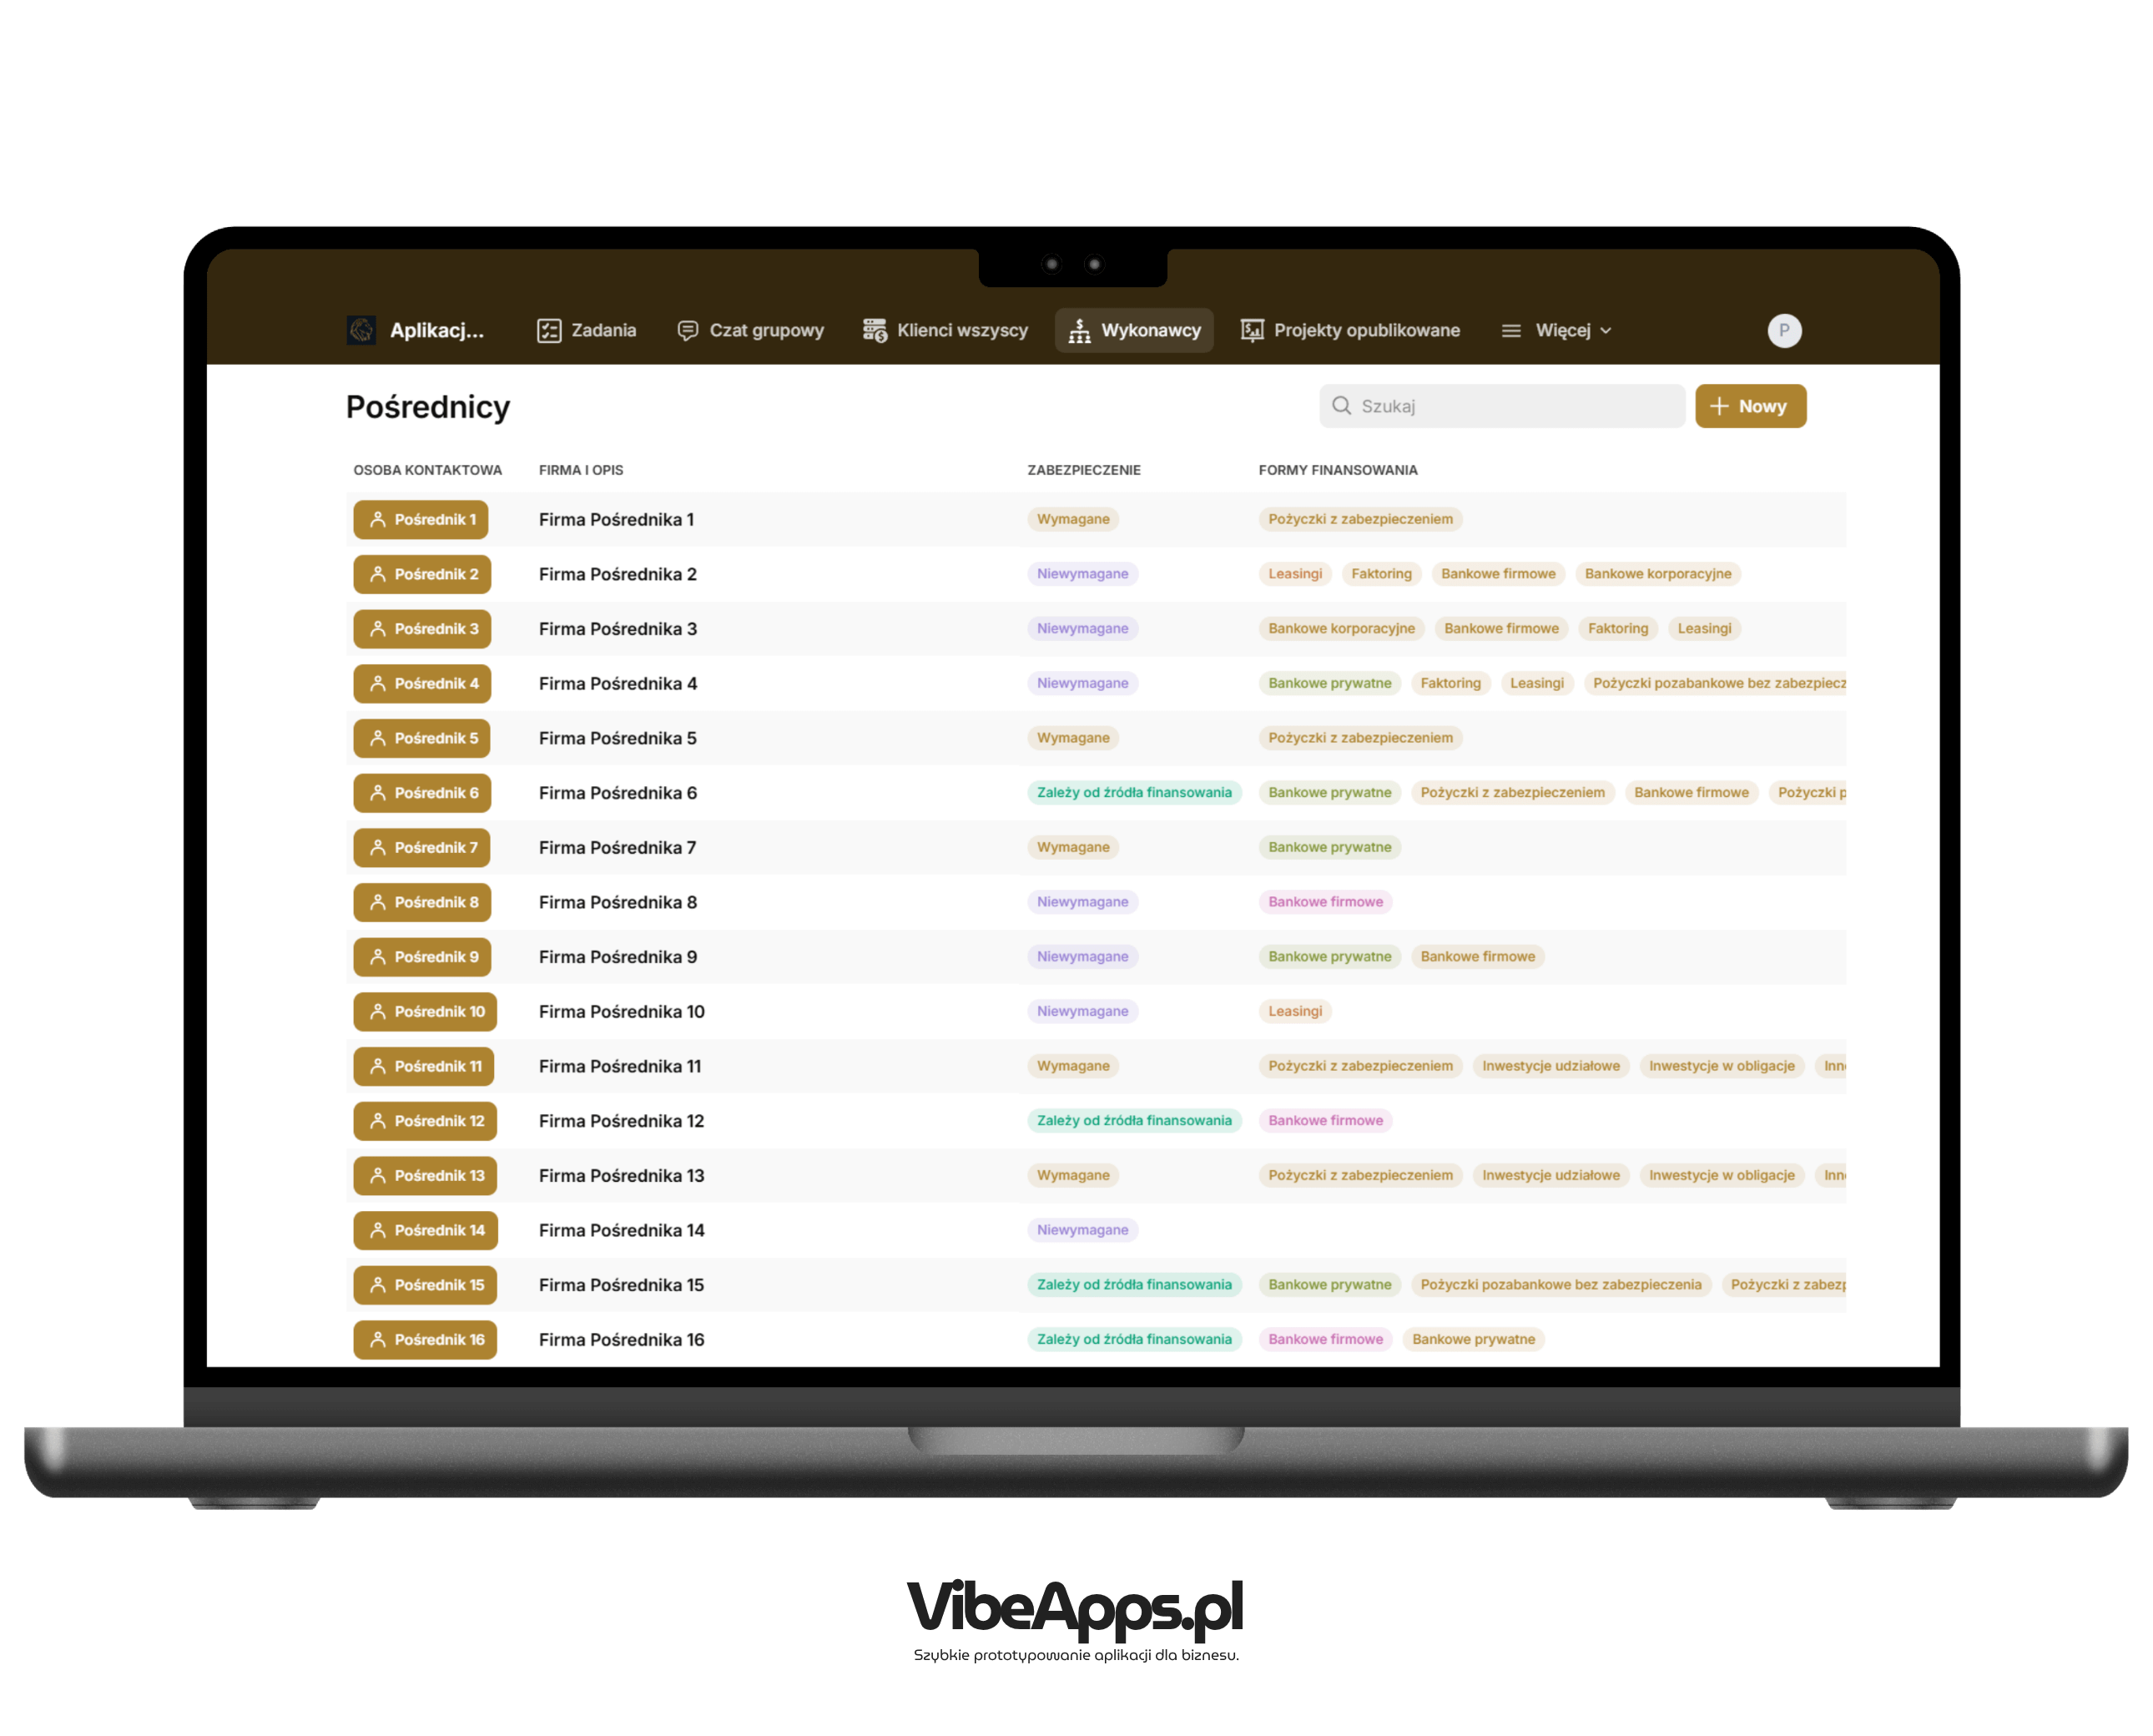 Aplikacj... Zadania Czat grupowy Klienci wszyscy Wykonawcy Projekty opublikowane Więcej P
Pośrednicy Szukaj + Nowy
OSOBA KONTAKTOWA FIRMA I OPIS ZABEZPIECZENIE FORMY FINANSOWANIA
Pośrednik 1 Firma Pośrednika 1 Wymagane Pożyczki z zabezpieczeniem
Pośrednik 2 Firma Pośrednika 2 Niewymagane Leasingi Faktoring Bankowe firmowe Bankowe korporacyjne
Pośrednik 3 Firma Pośrednika 3 Niewymagane Bankowe korporacyjne Bankowe firmowe Faktoring Leasingi
Pośrednik 4 Firma Pośrednika 4 Niewymagane Bankowe prywatne Faktoring Leasingi Pożyczki pozabankowe bez zabezpiecz
Pośrednik 5 Firma Pośrednika 5 Wymagane Pożyczki z zabezpieczeniem
Pośrednik 6 Firma Pośrednika 6 Zależy od źródła finansowania Bankowe prywatne Pożyczki z zabezpieczeniem Bankowe firmowe Pożyczki p
Pośrednik 7 Firma Pośrednika 7 Wymagane Bankowe prywatne
Pośrednik 8 Firma Pośrednika 8 Niewymagane Bankowe firmowe
Pośrednik 9 Firma Pośrednika 9 Niewymagane Bankowe prywatne Bankowe firmowe
Pośrednik 10 Firma Pośrednika 10 Niewymagane Leasingi
Pośrednik 11 Firma Pośrednika 11 Wymagane Pożyczki z zabezpieczeniem Inwestycje udziałowe Inwestycje w obligacje Inn
Pośrednik 12 Firma Pośrednika 12 Zależy od źródła finansowania Bankowe firmowe
Pośrednik 13 Firma Pośrednika 13 Wymagane Pożyczki z zabezpieczeniem Inwestycje udziałowe Inwestycje w obligacje Inn
Pośrednik 14 Firma Pośrednika 14 Niewymagane
Pośrednik 15 Firma Pośrednika 15 Zależy od źródła finansowania Bankowe prywatne Pożyczki pozabankowe bez zabezpieczenia Pożyczki z zabezp
Pośrednik 16 Firma Pośrednika 16 Zależy od źródła finansowania Bankowe firmowe Bankowe prywatne
VibeApps.pl
Szybkie prototypowanie aplikacji dla biznesu.